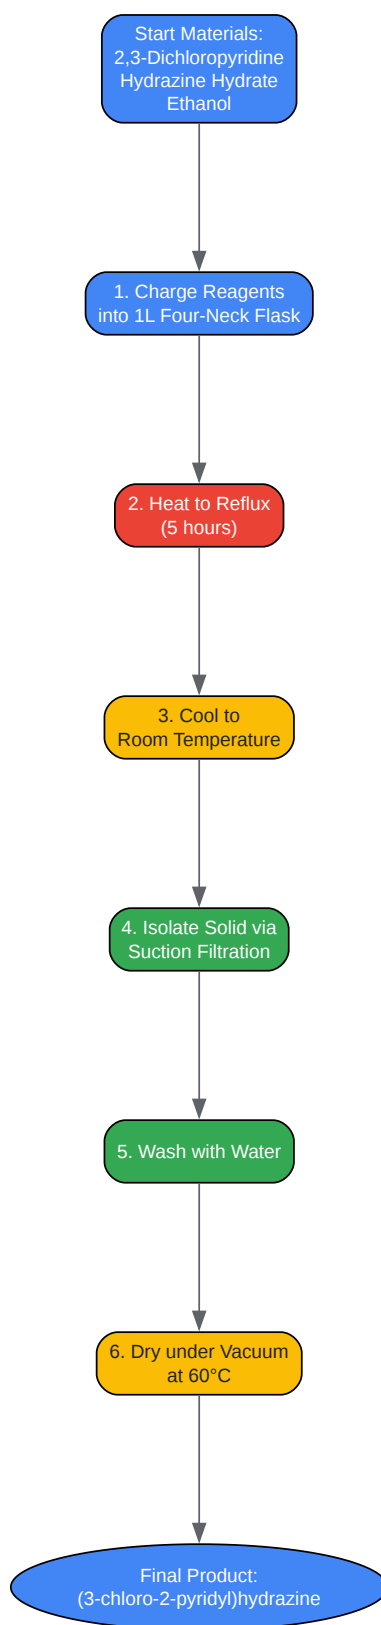 Start Materials:
2,3-Dichloropyridine
Hydrazine Hydrate
Ethanol
1. Charge Reagents
into 1L Four-Neck Flask
2. Heat to Reflux
(5 hours)
3. Cool to
Room Temperature
4. Isolate Solid via
Suction Filtration
5. Wash with Water
6. Dry under Vacuum
at 60°C
Final Product:
(3-chloro-2-pyridyl)hydrazine